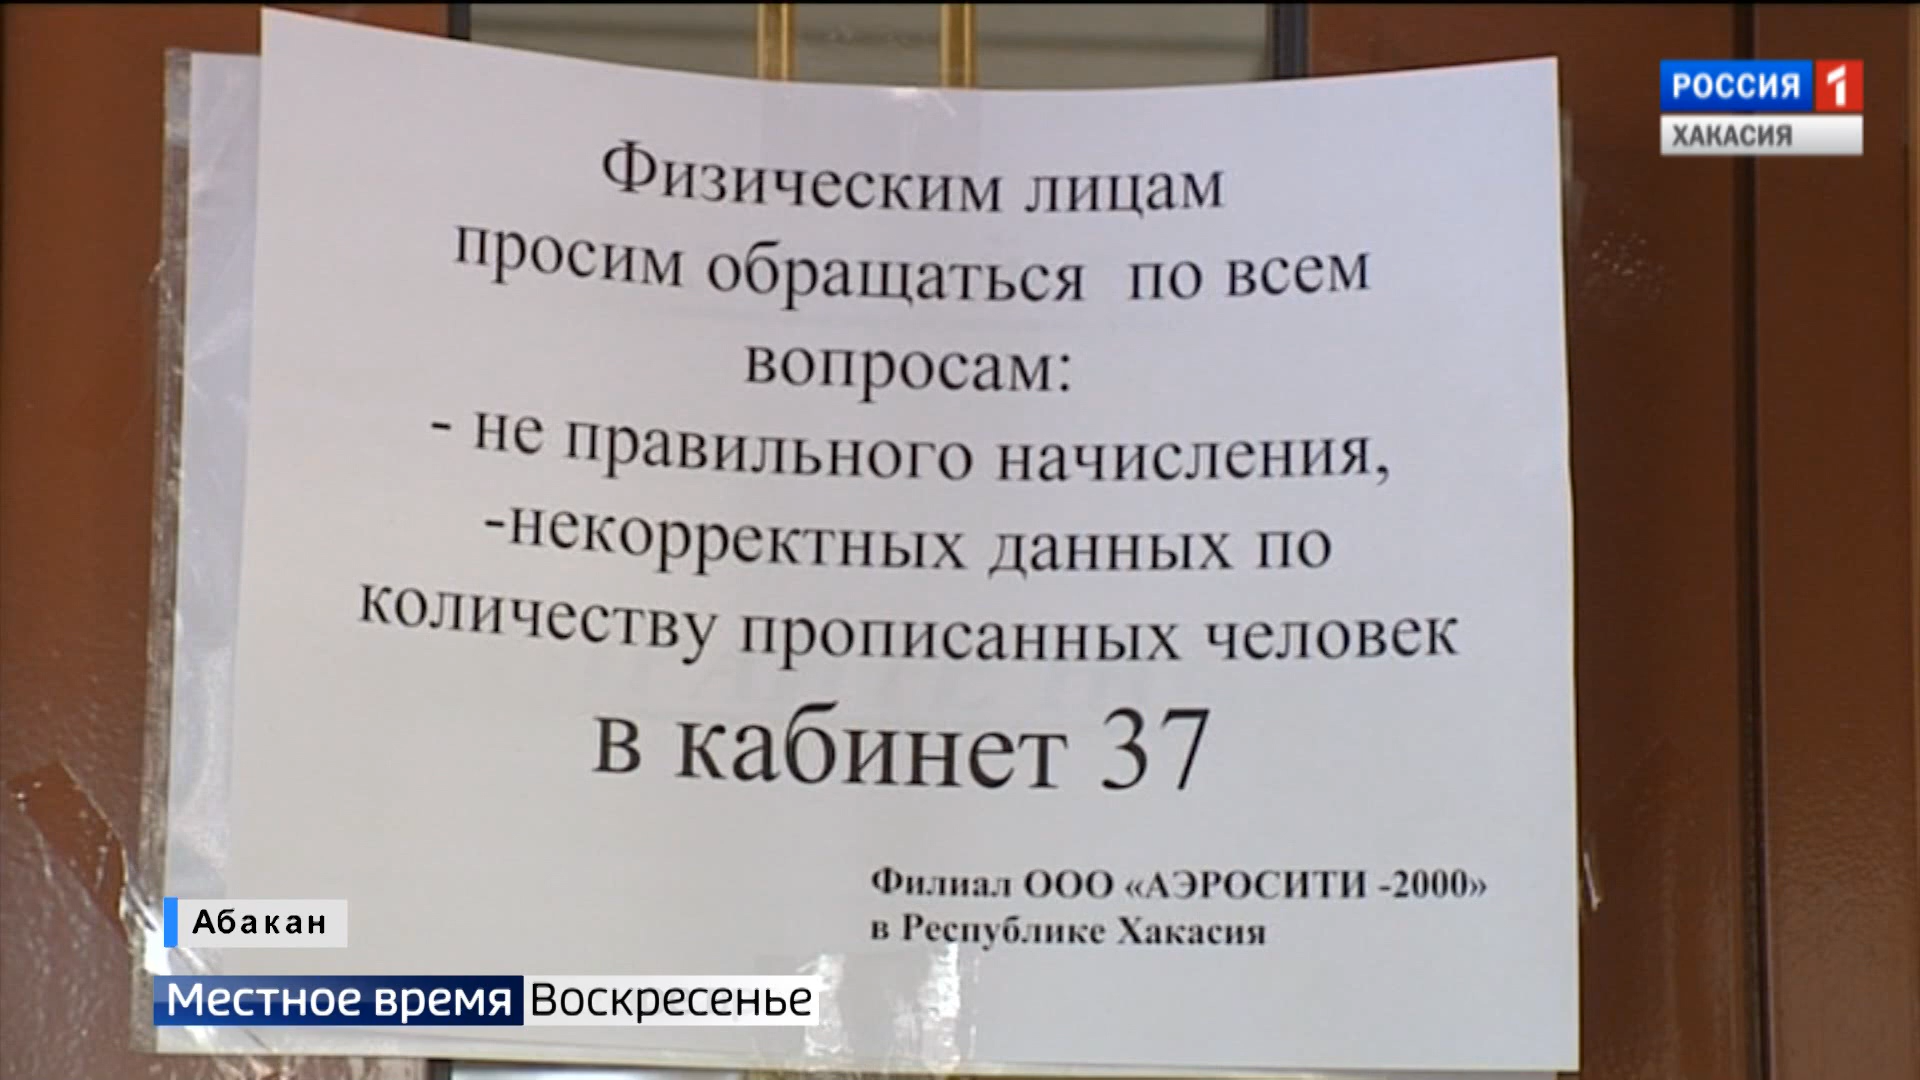 РОССИЯ 1
ХАКАСИЯ
Физическим лицам
просим обращаться по всем
вопросам:
- не правильного начисления,
-некорректных данных по
количеству прописанных человек
в кабинет 37
Филиал ООО «АЭРОСИТИ -2000»
в Республике Хакасия
Абакан
Местное время Воскресенье